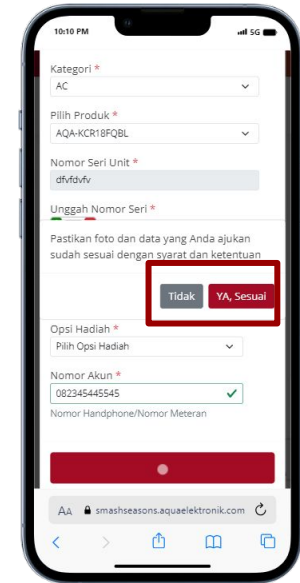 10:10 PM
5G
Kategori *
AC
Pilih Produk *
AQA-KCR18FQBL
Nomor Seri Unit *
dfvfdvfv
Unggah Nomor Seri *
Pastikan foto dan data yang Anda ajukan
sudah sesuai dengan syarat dan ketentuan
Tidak
YA, Sesuai
Opsi Hadiah *
Pilih Opsi Hadiah
Nomor Akun *
082345445545
Nomor Handphone/Nomor Meteran
AA smashseasons.aquaelektronik.com